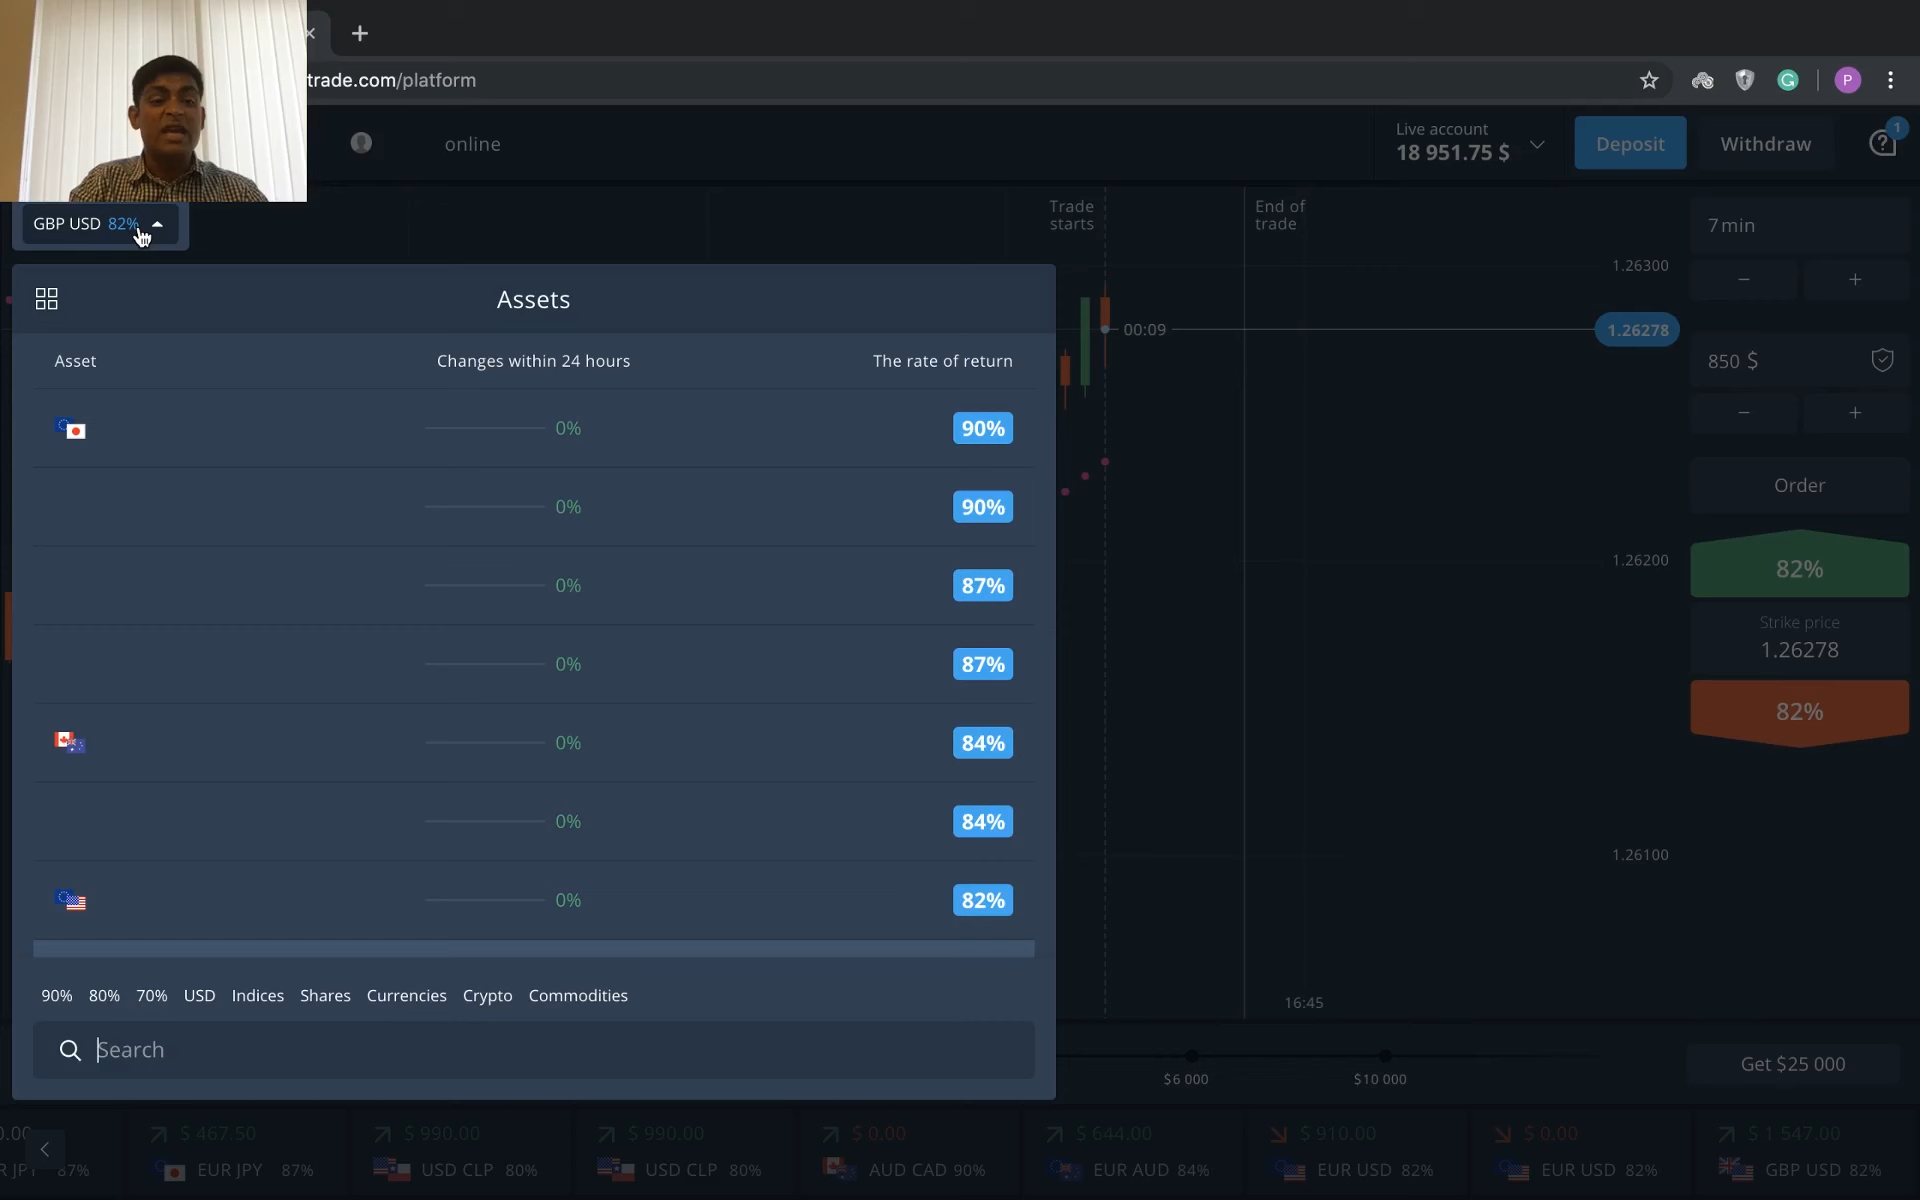 trade.com/platform
P
online
Live account
18 951.75 $
Deposit
Withdraw
1
GBP USD 82%
Assets
Asset
Changes within 24 hours
The rate of return
0%
90%
0%
90%
0%
87%
0%
87%
0%
84%
0%
84%
0%
82%
90% 80% 70% USD Indices Shares Currencies Crypto Commodities
Search
Trade
starts
End of
trade
00:09
1.26300
1.26278
1.26200
1.26100
16:45
7 min
850 $
Order
82%
Strike price
1.26278
82%
$6 000
$10 000
Get $25 000
$ 467.50
EUR JPY 87%
$ 990.00
USD CLP 80%
$ 990.00
USD CLP 80%
$ 0.00
AUD CAD 90%
$ 644.00
EUR AUD 84%
$ 910.00
EUR USD 82%
$ 0.00
EUR USD 82%
$ 1 547.00
GBP USD 82%